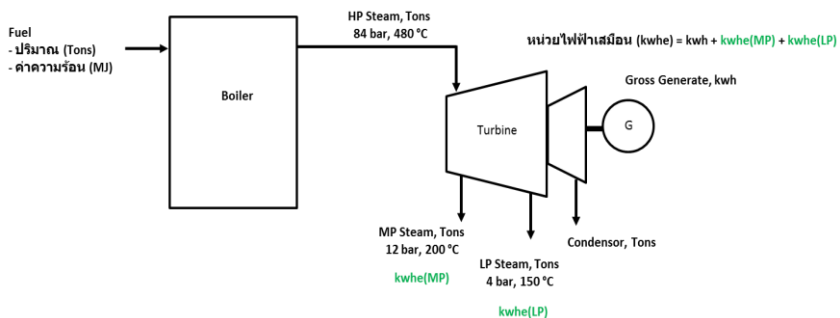 Fuel
- ปริมาณ (Tons)
- ค่าความร้อน (MJ)
Boiler
HP Steam, Tons
84 bar, 480 °C
หน่วยไฟฟ้าเสมือน (kwhe) = kwh + kwhe(MP) + kwhe(LP)
Gross Generate, kwh
Turbine
G
MP Steam, Tons
12 bar, 200 °C
kwhe(MP)
LP Steam, Tons
4 bar, 150 °C
kwhe(LP)
Condensor, Tons